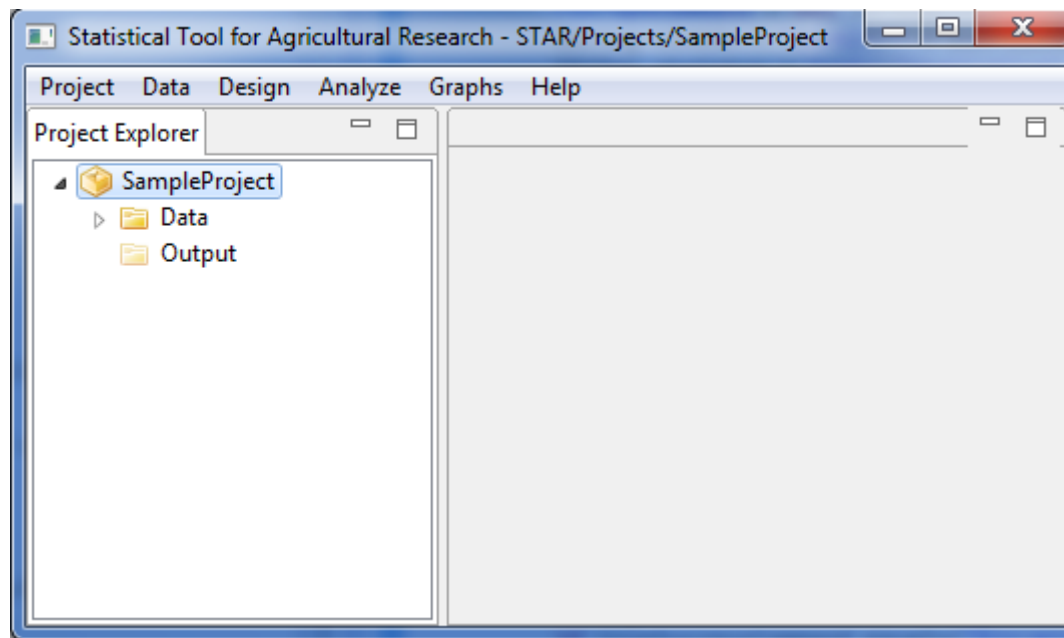 Statistical Tool for Agricultural Research - STAR/Projects/SampleProject
Project Data Design Analyze Graphs Help
Project Explorer
SampleProject
Data
Output